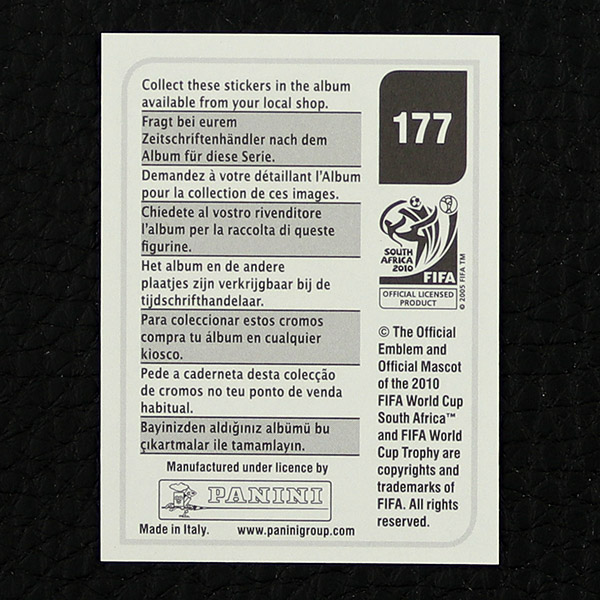 Collect these stickers in the album
available from your local shop.
Fragt bei eurem
Zeitschriftenhändler nach dem
Album für diese Serie.
Demandez à votre détaillant l'Album
pour la collection de ces images.
Chiedete al vostro rivenditore
l'album per la raccolta di queste
figurine.
Het album en de andere
plaatjes zijn verkrijgbaar bij de
tijdschrifthandelaar.
Para coleccionar estos cromos
compra tu álbum en cualquier
kiosco.
Pede a caderneta desta colecção
de cromos no teu ponto de venda
habitual.
Bayinizden aldığınız albümü bu
çıkartmalar ile tamamlayın.
Manufactured under licence by
PANINI
Made in Italy. www.paninigroup.com
177
SOUTH
AFRICA
2010
FIFA
OFFICIAL LICENSED
PRODUCT
© 2005 FIFA TM
© The Official
Emblem and
Official Mascot
of the 2010
FIFA World Cup
South Africa™
and FIFA World
Cup Trophy are
copyrights and
trademarks of
FIFA. All rights
reserved.